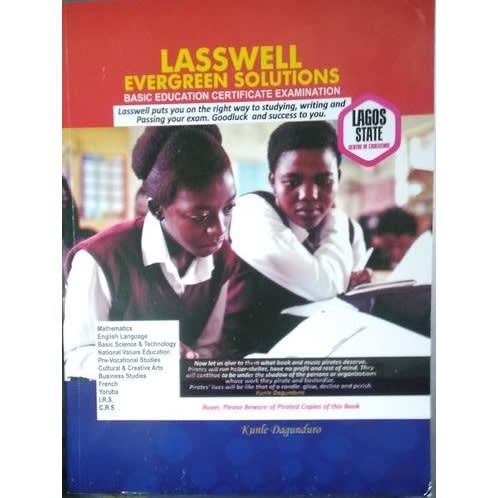 LASSWELL
EVERGREEN SOLUTIONS
BASIC EDUCATION CERTIFICATE EXAMINATION
Lasswell puts you on the right way to studying, writing and
Passing your exam. Goodluck and success to you.
LAGOS
STATE
CENTRE OF EXCELLENCE
Mathematics
English Language
Basic Science & Technology
National Values Education
Pre-Vocational Studies
Cultural & Creative Arts
Business Studies
French
Yoruba
I.R.S.
C.R.S
Now let us give to them what book and music pirates deserve.
Pirates will run helter-skelter, have no profit and rest of mind. They
will continue to be under the shadow of the persons or organizations
whose work they pirate and bastardize.
Pirates' lives will be like that of a candle: glow, decline and perish.
Kunle Dagunduro
Buyer, Please Beware of Pirated Copies of this Book
Kunle Dagunduro